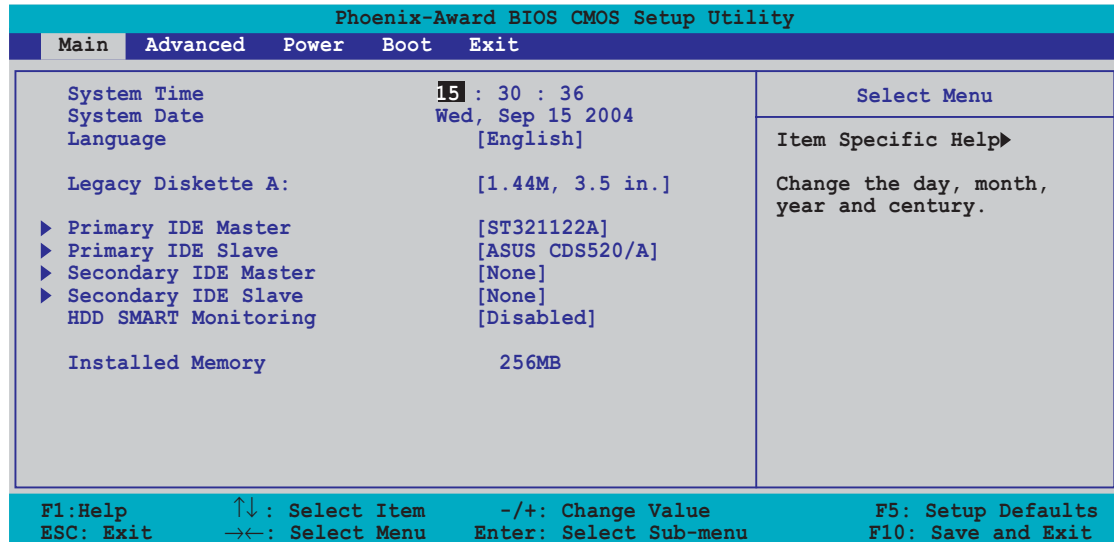 Phoenix-Award BIOS CMOS Setup Utility
Main Advanced Power Boot Exit
System Time 15 : 30 : 36
System Date Wed, Sep 15 2004
Language [English]
Legacy Diskette A: [1.44M, 3.5 in.]
Primary IDE Master [ST321122A]
Primary IDE Slave [ASUS CDS520/A]
Secondary IDE Master [None]
Secondary IDE Slave [None]
HDD SMART Monitoring [Disabled]
Installed Memory 256MB
Select Menu
Item Specific Help
Change the day, month,
year and century.
F1:Help ↑↓ : Select Item -/+: Change Value F5: Setup Defaults
ESC: Exit →← : Select Menu Enter: Select Sub-menu F10: Save and Exit